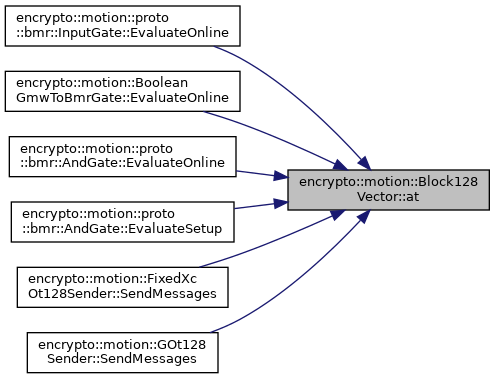 encrypto::motion::proto
::bmr::InputGate::EvaluateOnline
encrypto::motion::Boolean
GmwToBmrGate::EvaluateOnline
encrypto::motion::proto
::bmr::AndGate::EvaluateOnline
encrypto::motion::Block128
Vector::at
encrypto::motion::proto
::bmr::AndGate::EvaluateSetup
encrypto::motion::FixedXc
Ot128Sender::SendMessages
encrypto::motion::GOt128
Sender::SendMessages